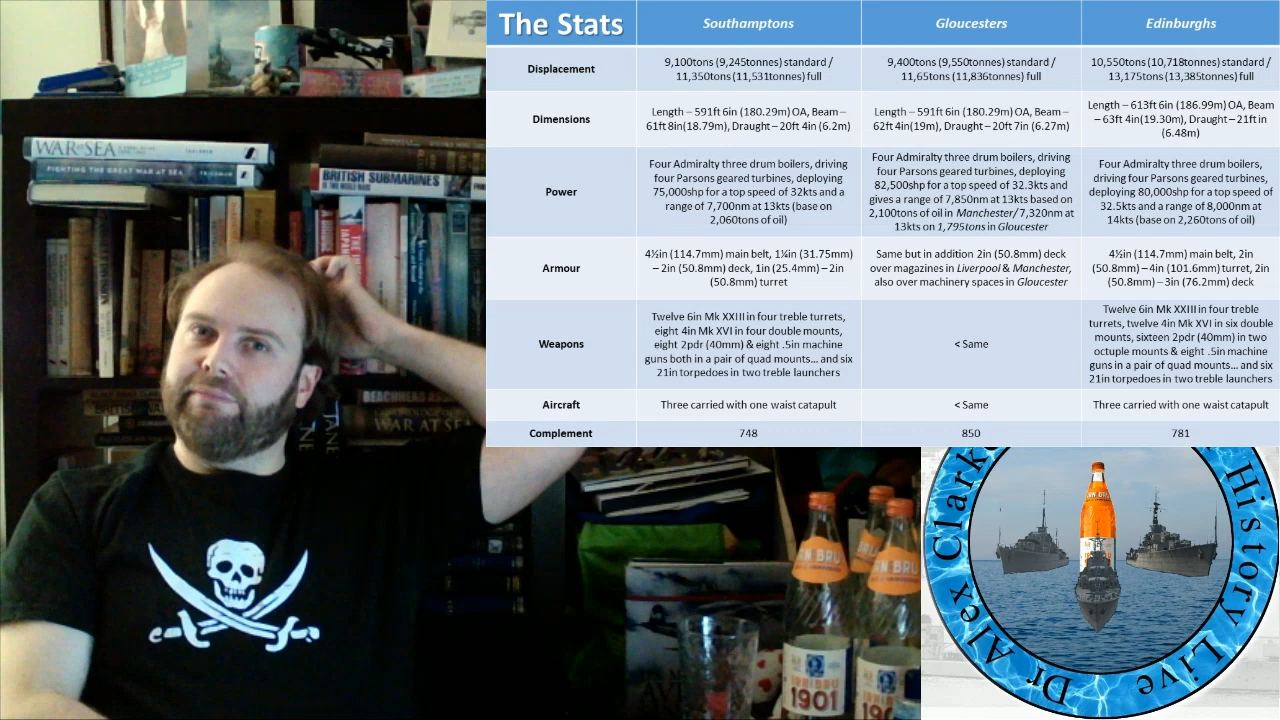 The Stats
Southamptons
Gloucesters
Edinburghs
Displacement
9,100tons (9,245tonnes) standard /
11,350tons (11,531tonnes) full
9,400tons (9,550tonnes) standard /
11,65tons (11,836tonnes) full
10,550tons (10,718tonnes) standard /
13,175tons (13,385tons) full
Dimensions
Length – 591ft 6in (180.29m) OA, Beam –
61ft 8in(18.79m), Draught – 20ft 4in (6.2m)
Length – 591ft 6in (180.29m) OA, Beam –
62ft 4in(19m), Draught – 20ft 7in (6.27m)
Length – 613ft 6in (186.99m) OA, Beam
– 63ft 4in(19.30m), Draught – 21ft in
(6.48m)
Power
Four Admiralty three drum boilers, driving
four Parsons geared turbines, deploying
75,000shp for a top speed of 32kts and a
range of 7,700nm at 13kts (base on
2,060tons of oil)
Four Admiralty three drum boilers, driving
four Parsons geared turbines, deploying
82,500shp for a top speed of 32.3kts and
gives a range of 7,850nm at 13kts based on
2,100tons of oil in Manchester/ 7,320nm at
13kts on 1,795tons in Gloucester
Four Admiralty three drum boilers,
driving four Parsons geared turbines,
deploying 80,000shp for a top speed of
32.5kts and a range of 8,000nm at
14kts (base on 2,260tons of oil)
Armour
4½in (114.7mm) main belt, 1¼in (31.75mm)
– 2in (50.8mm) deck, 1in (25.4mm) – 2in
(50.8mm) turret
Same but in addition 2in (50.8mm) deck
over magazines in Liverpool & Manchester,
also over machinery spaces in Gloucester
4½in (114.7mm) main belt, 2in
(50.8mm) – 4in (101.6mm) turret, 2in
(50.8mm) – 3in (76.2mm) deck
Weapons
Twelve 6in Mk XXIII in four treble turrets,
eight 4in Mk XVI in four double mounts,
eight 2pdr (40mm) & eight .5in machine
guns both in a pair of quad mounts… and six
21in torpedoes in two treble launchers
< Same
Twelve 6in Mk XXIII in four treble
turrets, twelve 4in Mk XVI in six double
mounts, sixteen 2pdr (40mm) in two
octuple mounts & eight .5in machine
guns in a pair of quad mounts… and six
21in torpedoes in two treble launchers
Aircraft
Three carried with one waist catapult
< Same
Three carried with one waist catapult
Complement
748
850
781
WAR AT SEA
FIGHTING THE GREAT WAR AT SEA
BRITISH SUBMARINES
WAR AT SEA
IRN BRU
1901
Dr Alex Clark
History Live